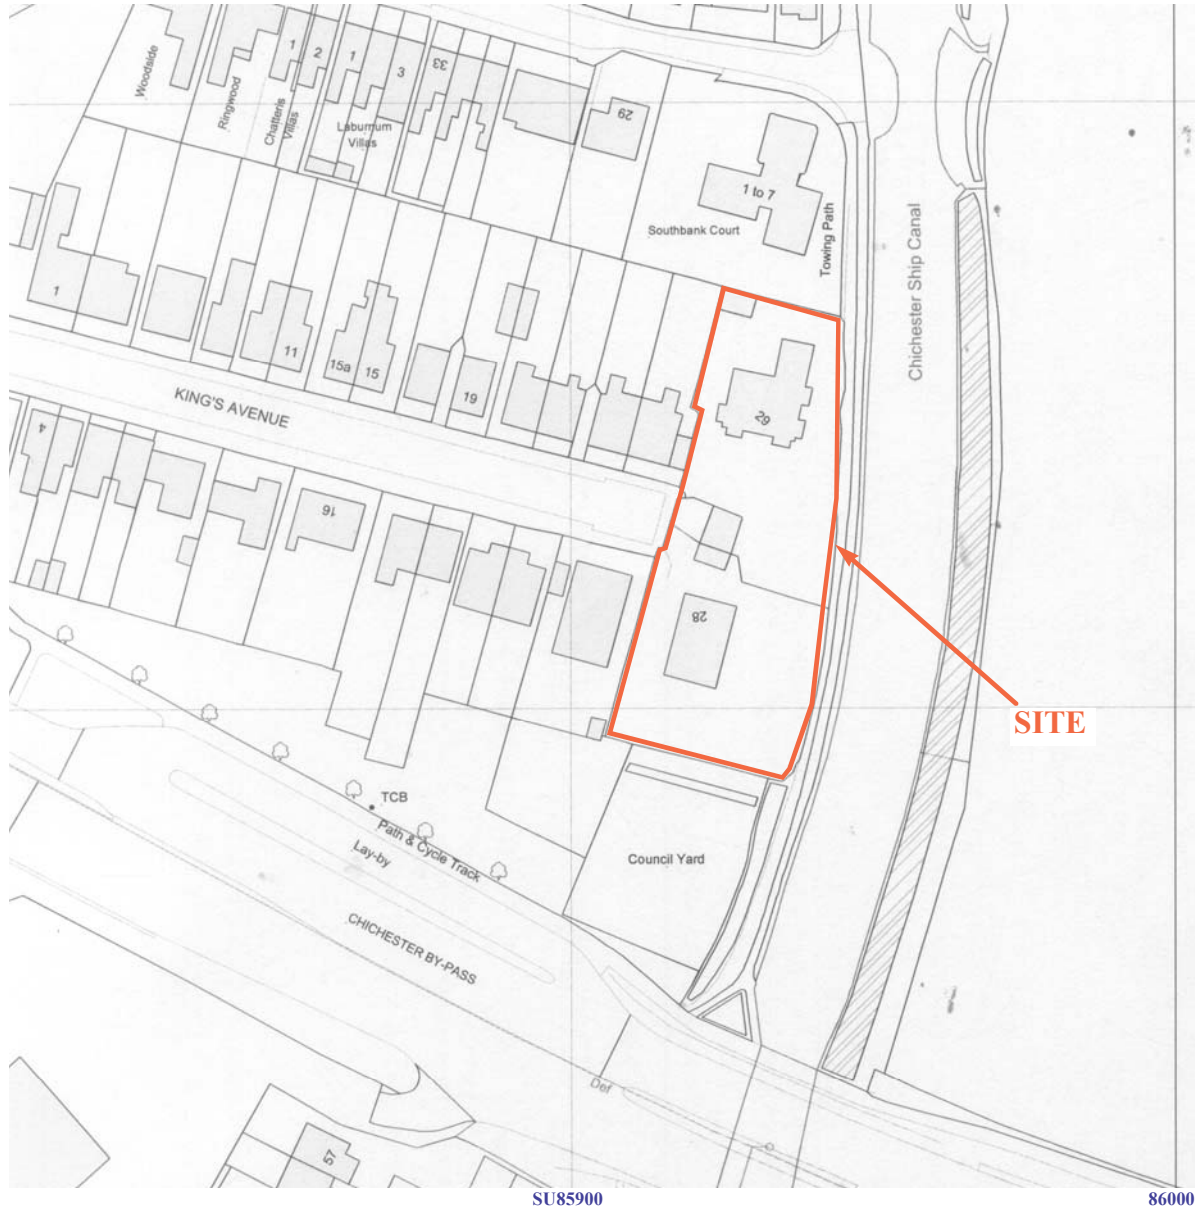 Woodside
Ringwood
1
2
Chatteris
Villas
1
3
Laburnum
Villas
33
29
1 to 7
Southbank Court
Towing Path
Chichester Ship Canal
1
11
15a
15
19
29
KING'S AVENUE
4
16
28
SITE
TCB
Path & Cycle Track
Lay-by
Council Yard
CHICHESTER BY-PASS
Def
57
SU85900
86000